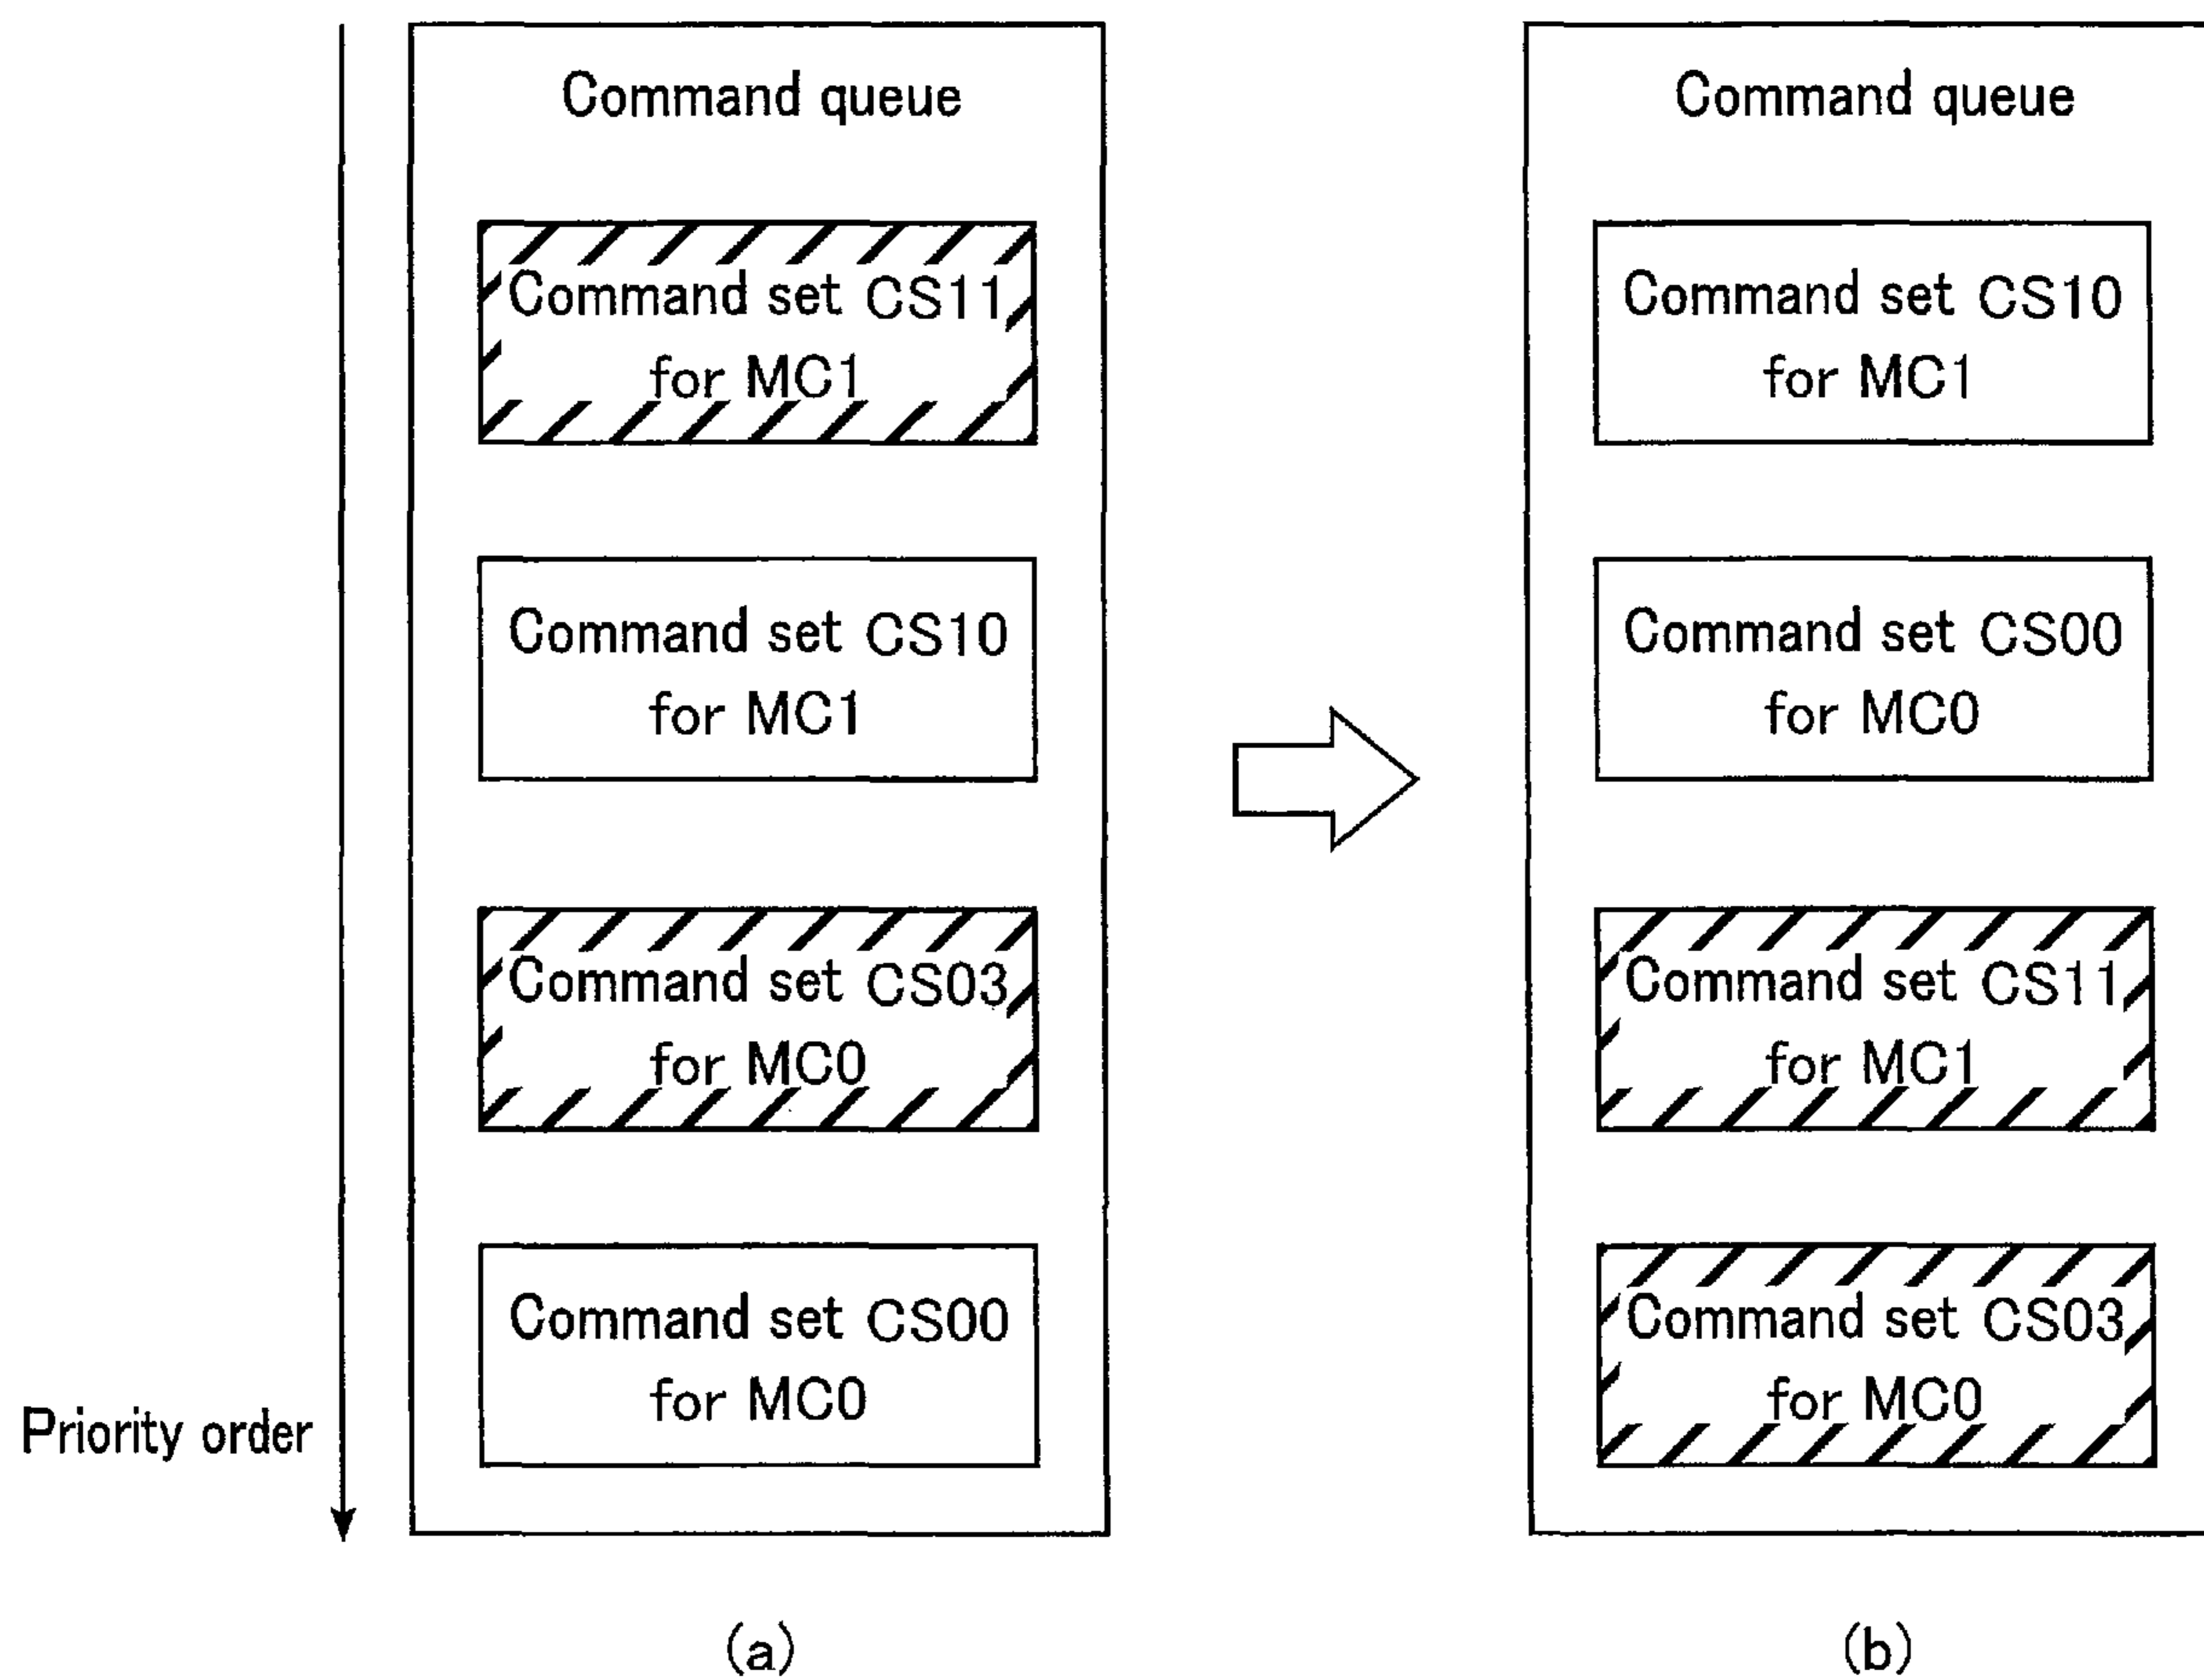 Command queue
Command set CS11
for MC1
Command set CS10
for MC1
Command set CS03
for MC0
Command set CS00
for MC0
Priority order
(a)
Command queue
Command set CS10
for MC1
Command set CS00
for MC0
Command set CS11
for MC1
Command set CS03
for MC0
(b)